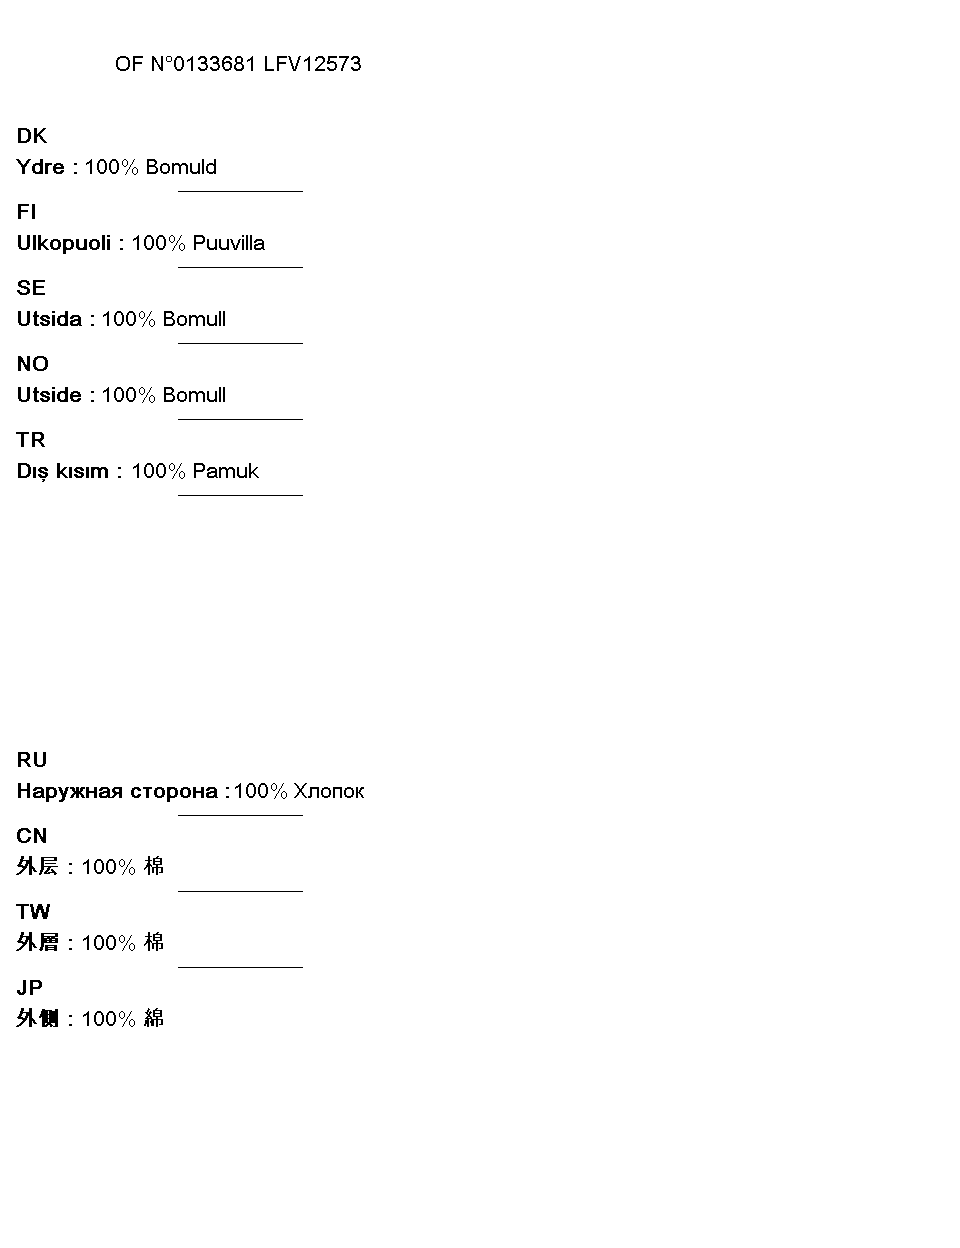 OF N°0133681 LFV12573
DK
Ydre : 100% Bomuld
FI
Ulkopuoli : 100% Puuvilla
SE
Utsida : 100% Bomull
NO
Utside : 100% Bomull
TR
Dış kısım : 100% Pamuk
RU
Наружная сторона :100% Хлопок
CN
外层 : 100% 棉
TW
外層 : 100% 棉
JP
外側 : 100% 綿